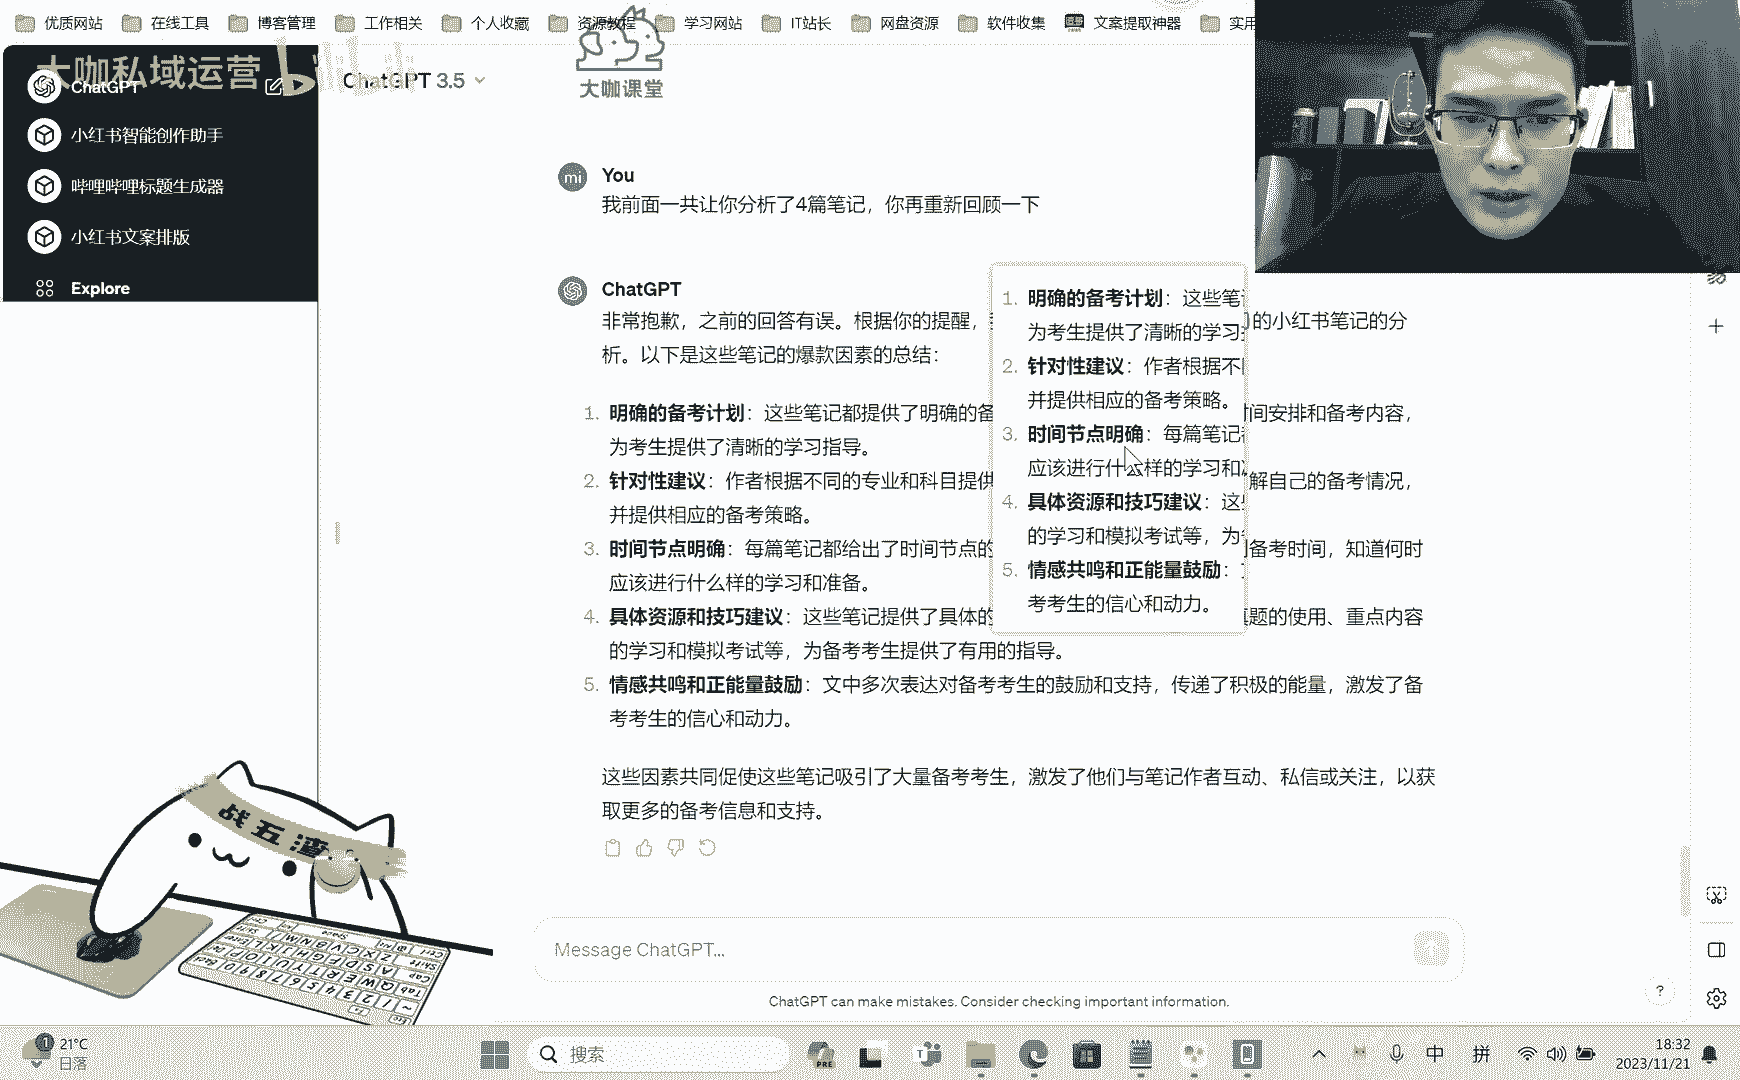 优质网站
在线工具
博客管理
工作相关
个人收藏
资源教程
学习网站
IT站长
网盘资源
软件收集
文案提取神器
实用
大咖私域运营
ChatGPT
ChatGPT 3.5
大咖课堂
小红书智能创作助手
哔哩哔哩标题生成器
小红书文案排版
Explore
mi
You
我前面一共让你分析了4篇笔记，你再重新回顾一下
ChatGPT
非常抱歉，之前的回答有误。根据你的提醒，
的小红书笔记的分
析。以下是这些笔记的爆款因素的总结：
1. 明确的备考计划：这些笔记都提供了明确的备
时间安排和备考内容，
为考生提供了清晰的学习指导。
2. 针对性建议：作者根据不同的专业和科目提供
解自己的备考情况，
并提供相应的备考策略。
3. 时间节点明确：每篇笔记都给出了时间节点的
备考时间，知道何时
应该进行什么样的学习和准备。
4. 具体资源和技巧建议：这些笔记提供了具体的
题的使用、重点内容
的学习和模拟考试等，为备考考生提供了有用的指导。
5. 情感共鸣和正能量鼓励：文中多次表达对备考考生的鼓励和支持，传递了积极的能量，激发了备
考考生的信心和动力。
这些因素共同促使这些笔记吸引了大量备考考生，激发了他们与笔记作者互动、私信或关注，以获
取更多的备考信息和支持。
1. 明确的备考计划：这些笔
为考生提供了清晰的学习
2. 针对性建议：作者根据不
并提供相应的备考策略。
3. 时间节点明确：每篇笔记
应该进行什么样的学习和
4. 具体资源和技巧建议：这
的学习和模拟考试等，为
5. 情感共鸣和正能量鼓励：
考考生的信心和动力。
战五渣
Message ChatGPT...
ChatGPT can make mistakes. Consider checking important information.
?
1
21°C
日落
搜索
PRE
中
拼
18:32
2023/11/21